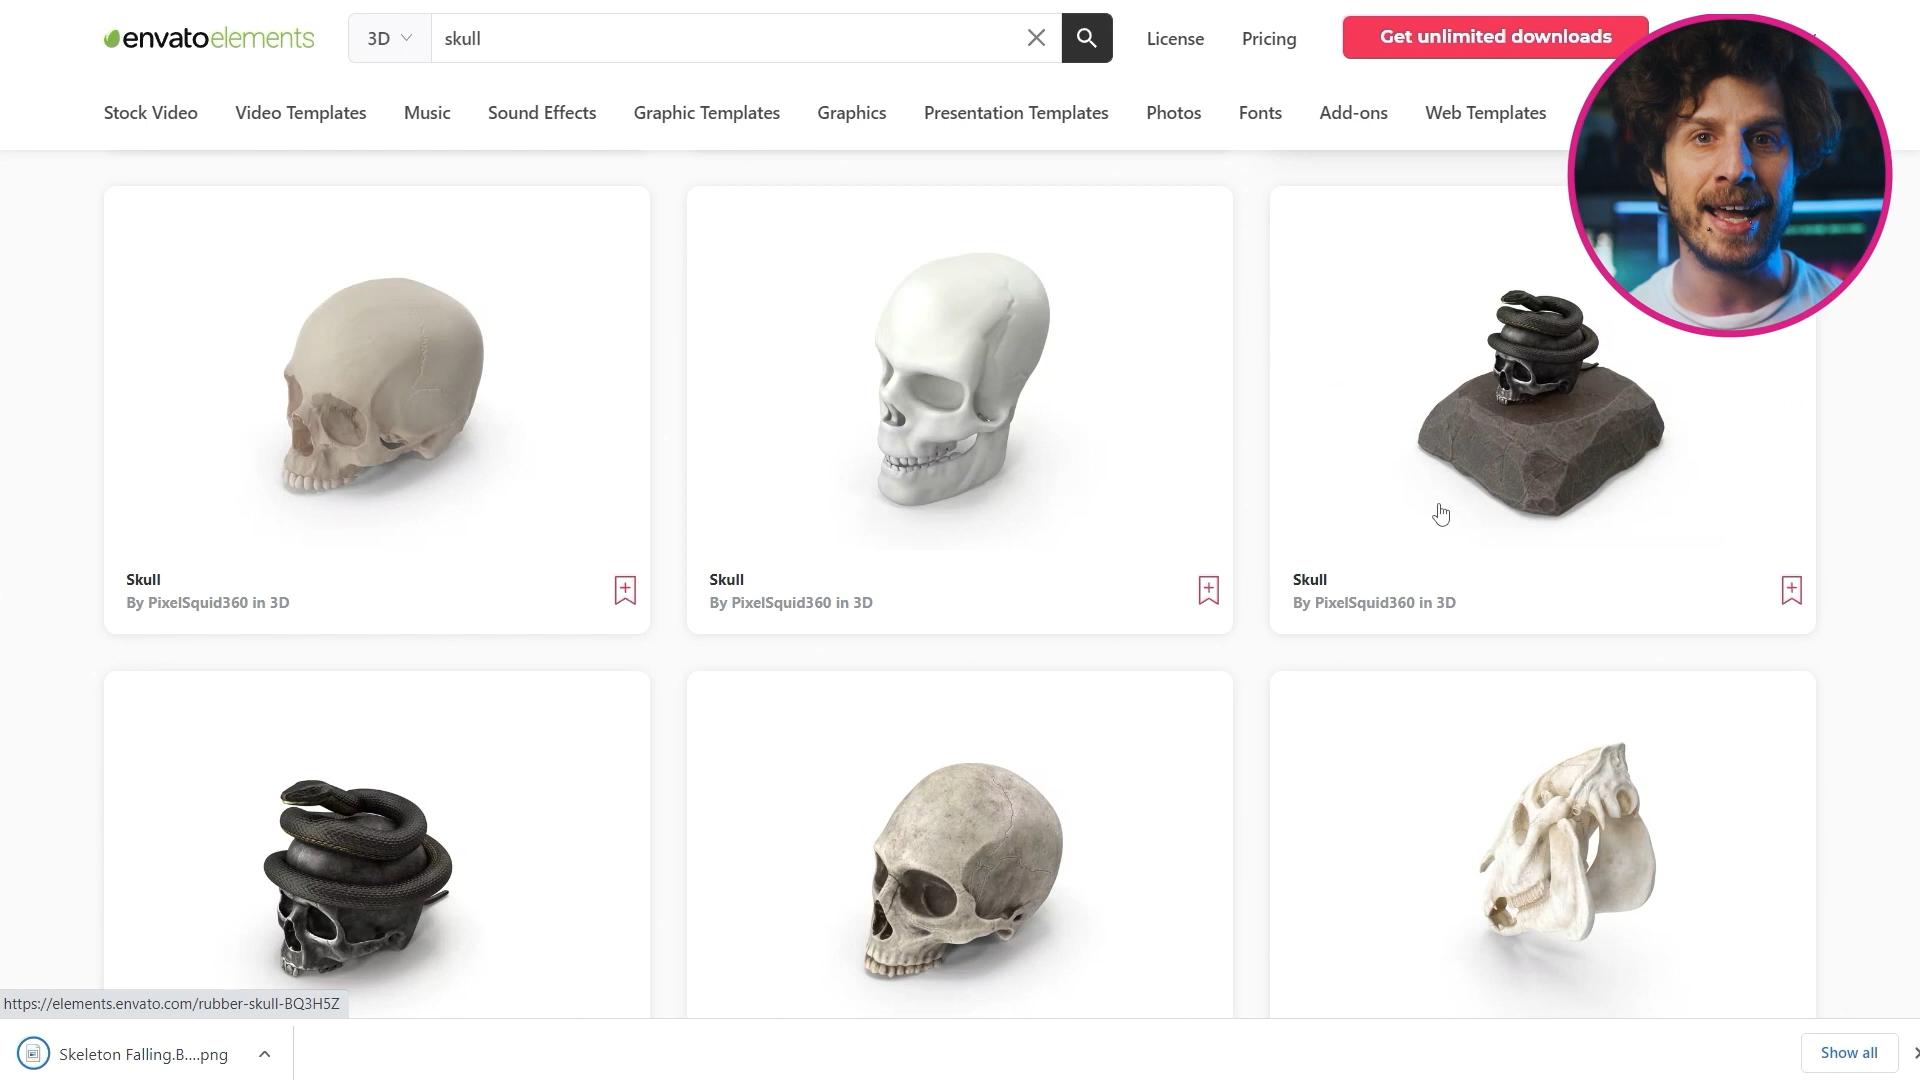 envatoelements
3D
skull
License
Pricing
Get unlimited downloads
Stock Video
Video Templates
Music
Sound Effects
Graphic Templates
Graphics
Presentation Templates
Photos
Fonts
Add-ons
Web Templates
Skull
By PixelSquid360 in 3D
Skull
By PixelSquid360 in 3D
Skull
By PixelSquid360 in 3D
https://elements.envato.com/rubber-skull-BQ3H5Z
Skeleton Falling.B....png
Show all